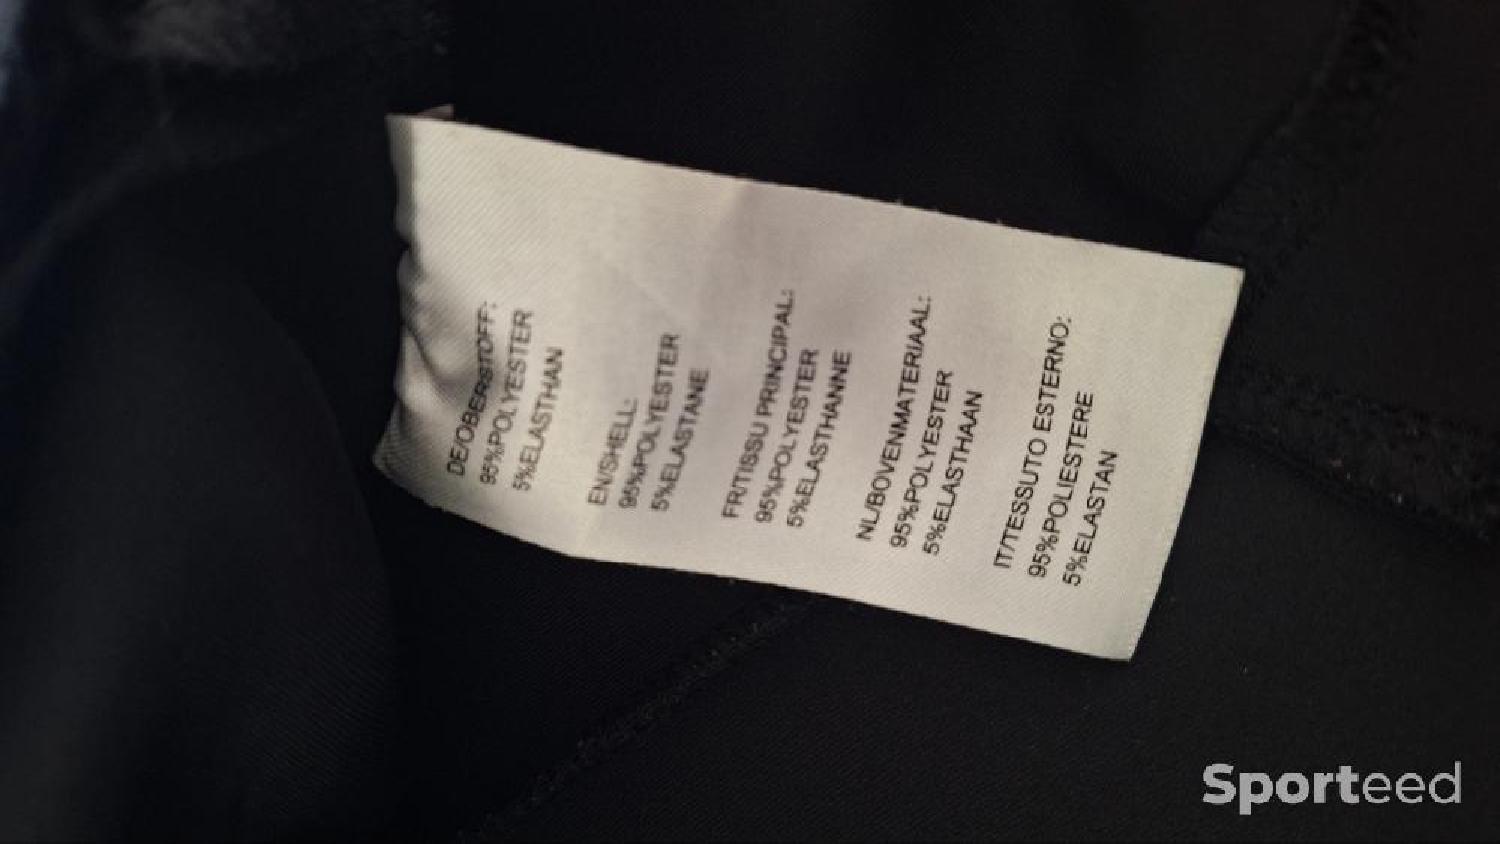 DE/OBERSTOFF:
95%POLYESTER
5%ELASTHAN
EN/SHELL:
95%POLYESTER
5%ELASTANE
FR/TISSU PRINCIPAL:
95%POLYESTER
5%ELASTHANNE
NL/BOVENMATERIAAL:
95%POLYESTER
5%ELASTHAAN
IT/TESSUTO ESTERNO:
95%POLIESTERE
5%ELASTAN
Sporteed